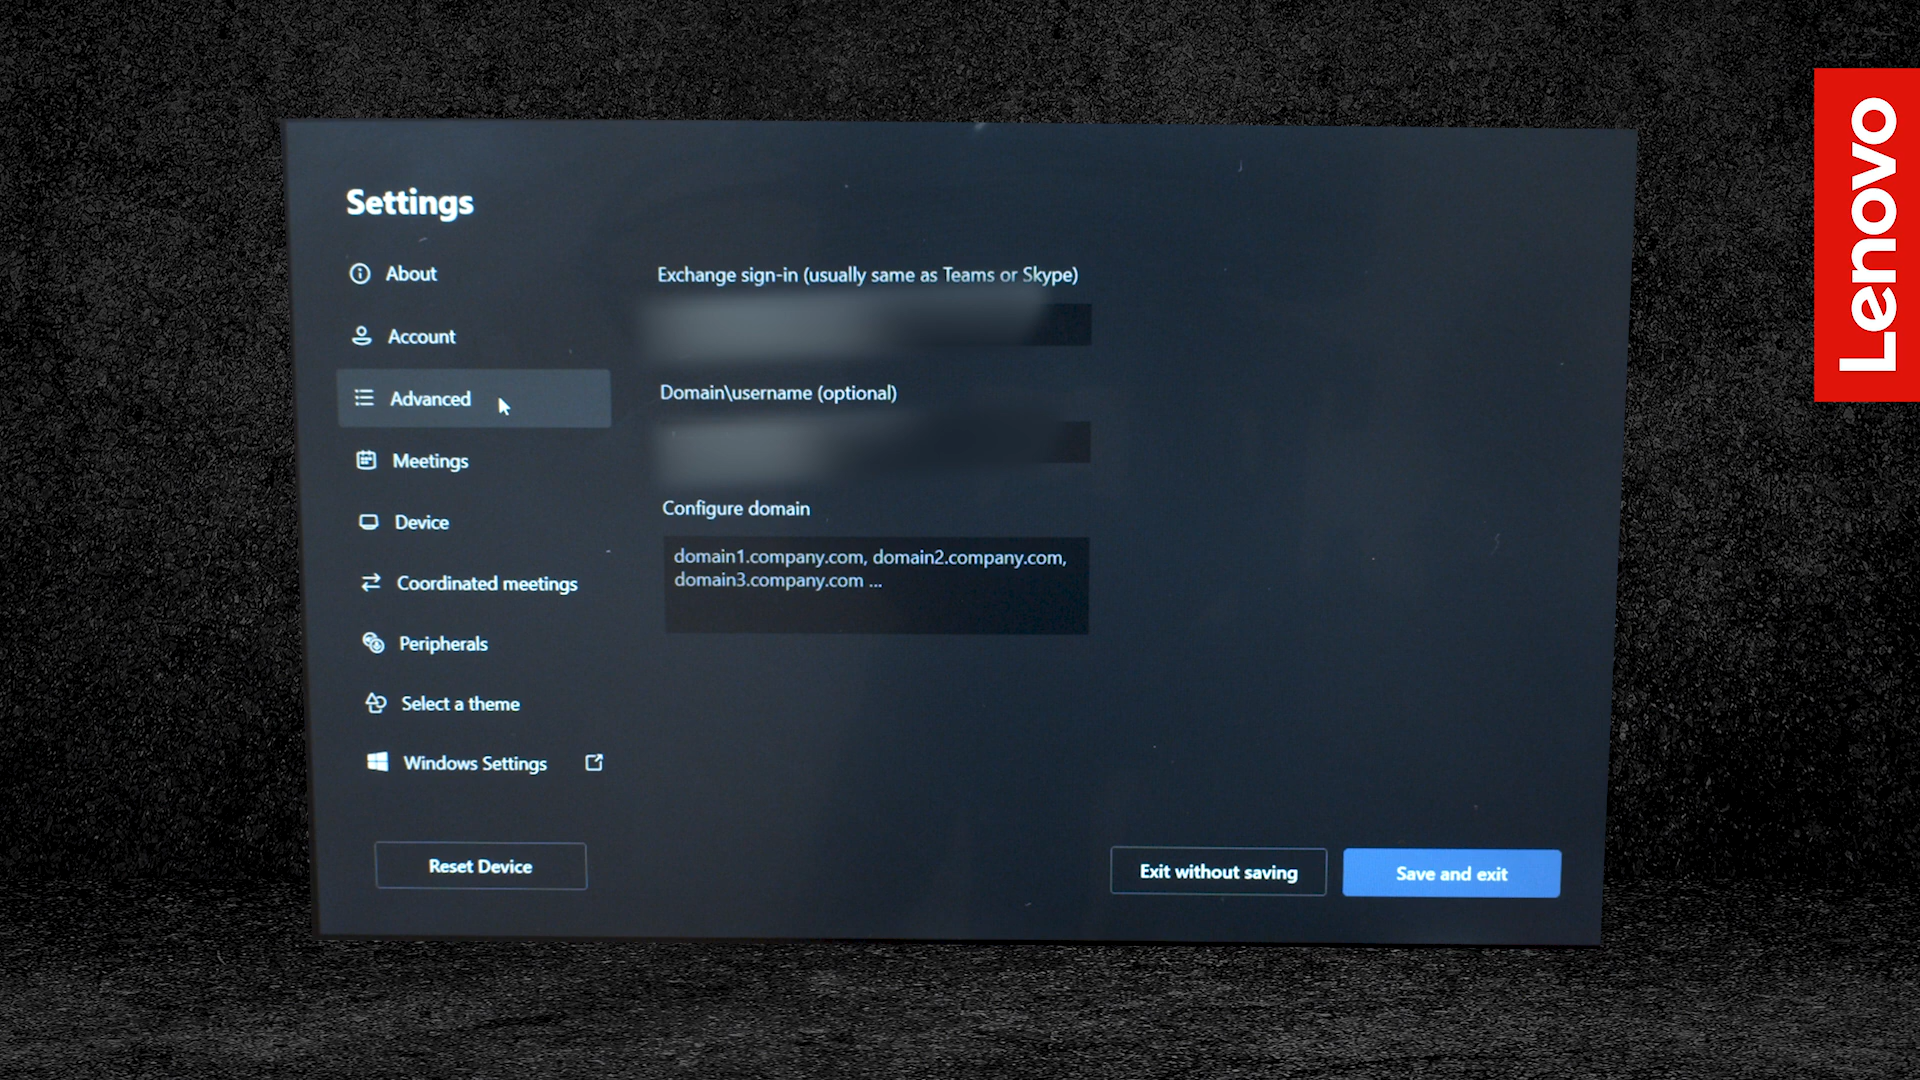 Settings
About
Account
Advanced
Meetings
Device
Coordinated meetings
Peripherals
Select a theme
Windows Settings
Reset Device
Exchange sign-in (usually same as Teams or Skype)
Domain\username (optional)
Configure domain
domain1.company.com, domain2.company.com,
domain3.company.com ...
Exit without saving
Save and exit
Lenovo